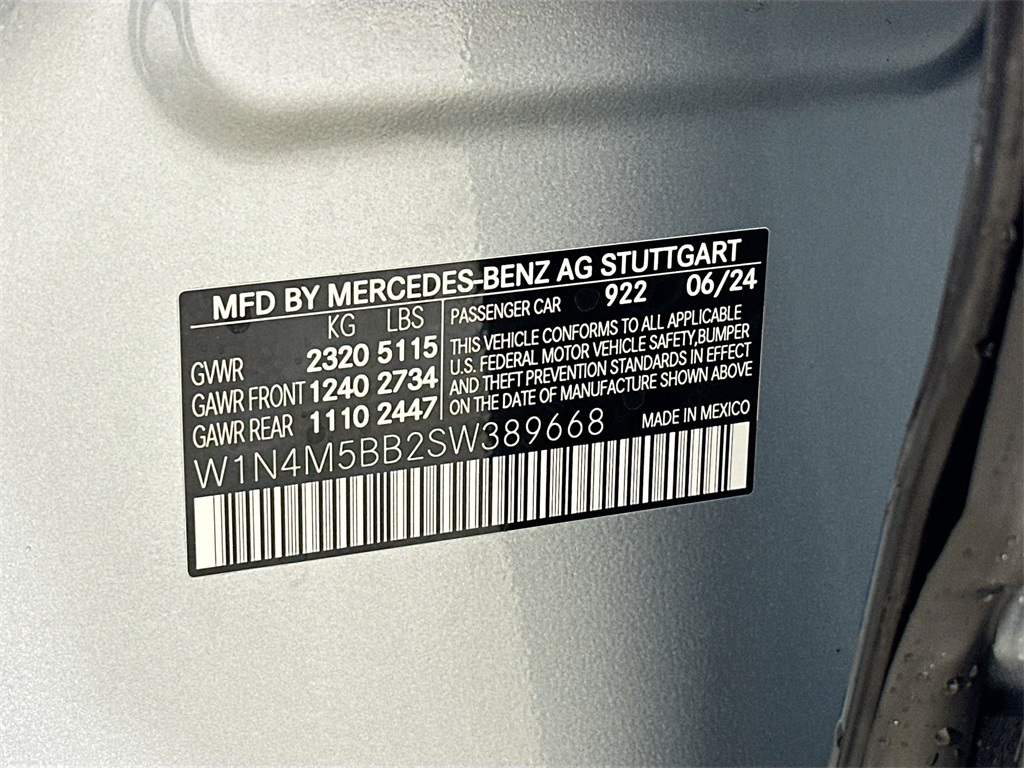 MFD BY MERCEDES-BENZ AG STUTTGART
KG LBS
GVWR 2320 5115
GAWR FRONT 1240 2734
GAWR REAR 1110 2447
PASSENGER CAR 922 06/24
THIS VEHICLE CONFORMS TO ALL APPLICABLE
U.S. FEDERAL MOTOR VEHICLE SAFETY,BUMPER
AND THEFT PREVENTION STANDARDS IN EFFECT
ON THE DATE OF MANUFACTURE SHOWN ABOVE
W1N4M5BB2SW389668 MADE IN MEXICO